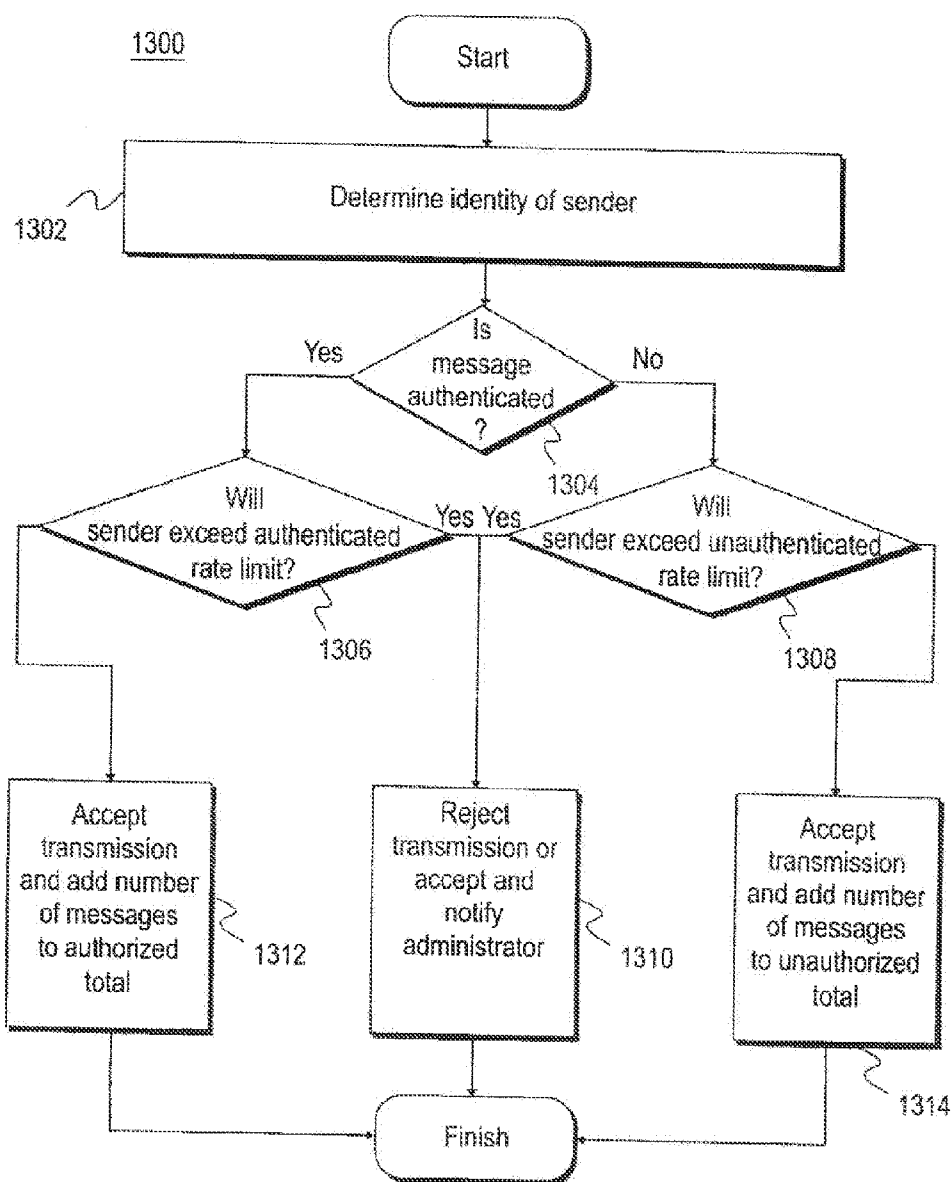 1300
Start
Determine identity of sender
1302
Is
message
authenticated
?
Yes
No
1304
Will
sender exceed authenticated
rate limit?
Yes Yes
Will
sender exceed unauthenticated
rate limit?
1306
1308
Accept
transmission
and add number
of messages
to authorized
total
1312
Reject
transmission or
accept and
notify
administrator
1310
Accept
transmission
and add number
of messages
to unauthorized
total
1314
Finish